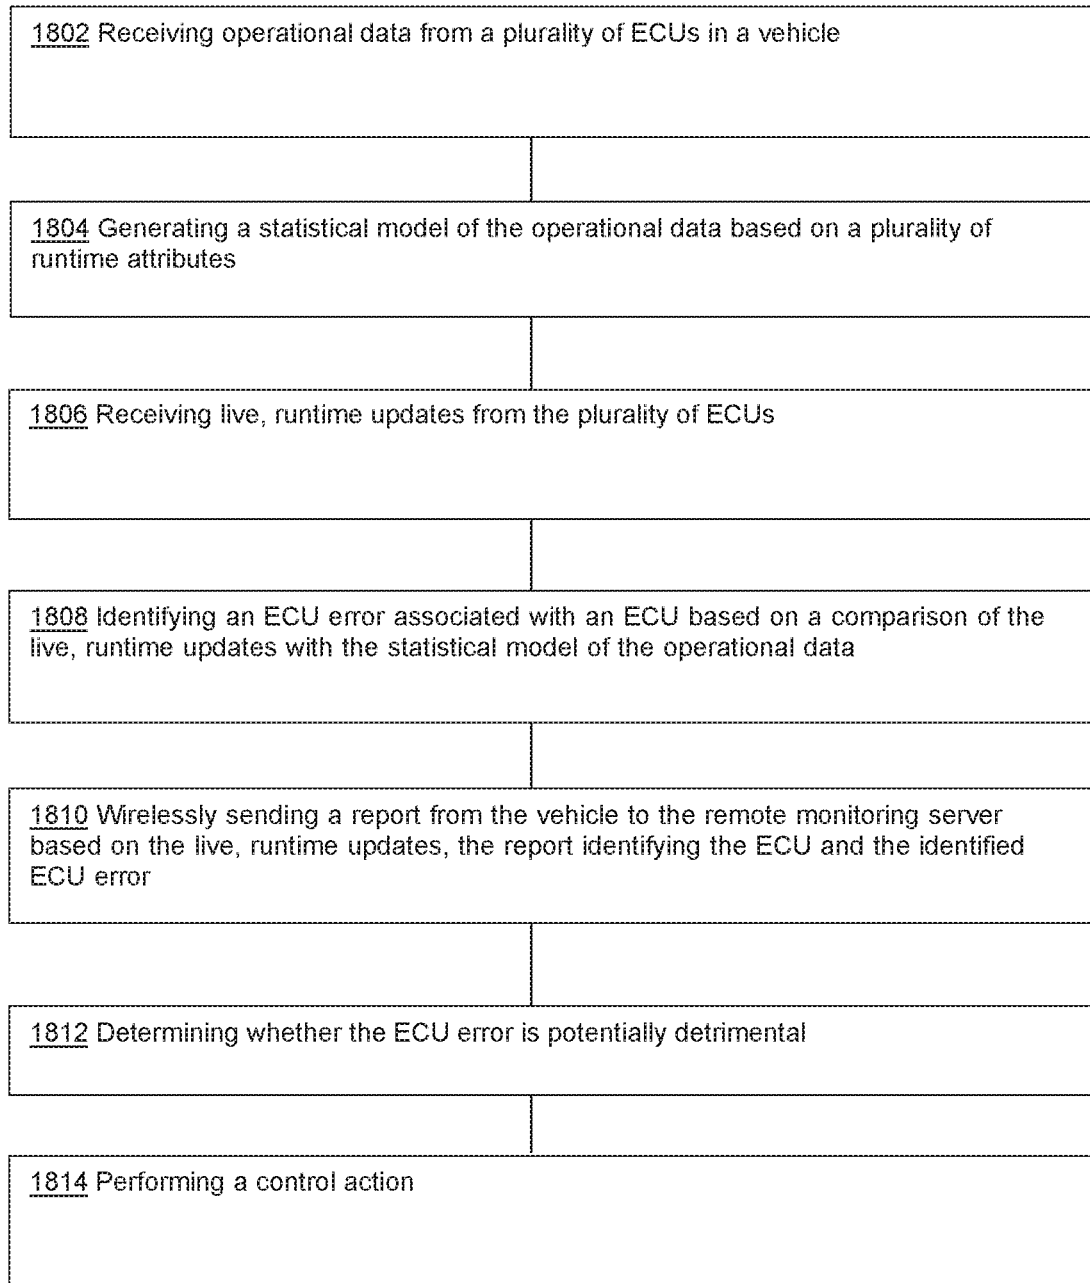 1802 Receiving operational data from a plurality of ECUs in a vehicle
1804 Generating a statistical model of the operational data based on a plurality of
runtime attributes
1806 Receiving live, runtime updates from the plurality of ECUs
1808 Identifying an ECU error associated with an ECU based on a comparison of the
live, runtime updates with the statistical model of the operational data
1810 Wirelessly sending a report from the vehicle to the remote monitoring server
based on the live, runtime updates, the report identifying the ECU and the identified
ECU error
1812 Determining whether the ECU error is potentially detrimental
1814 Performing a control action